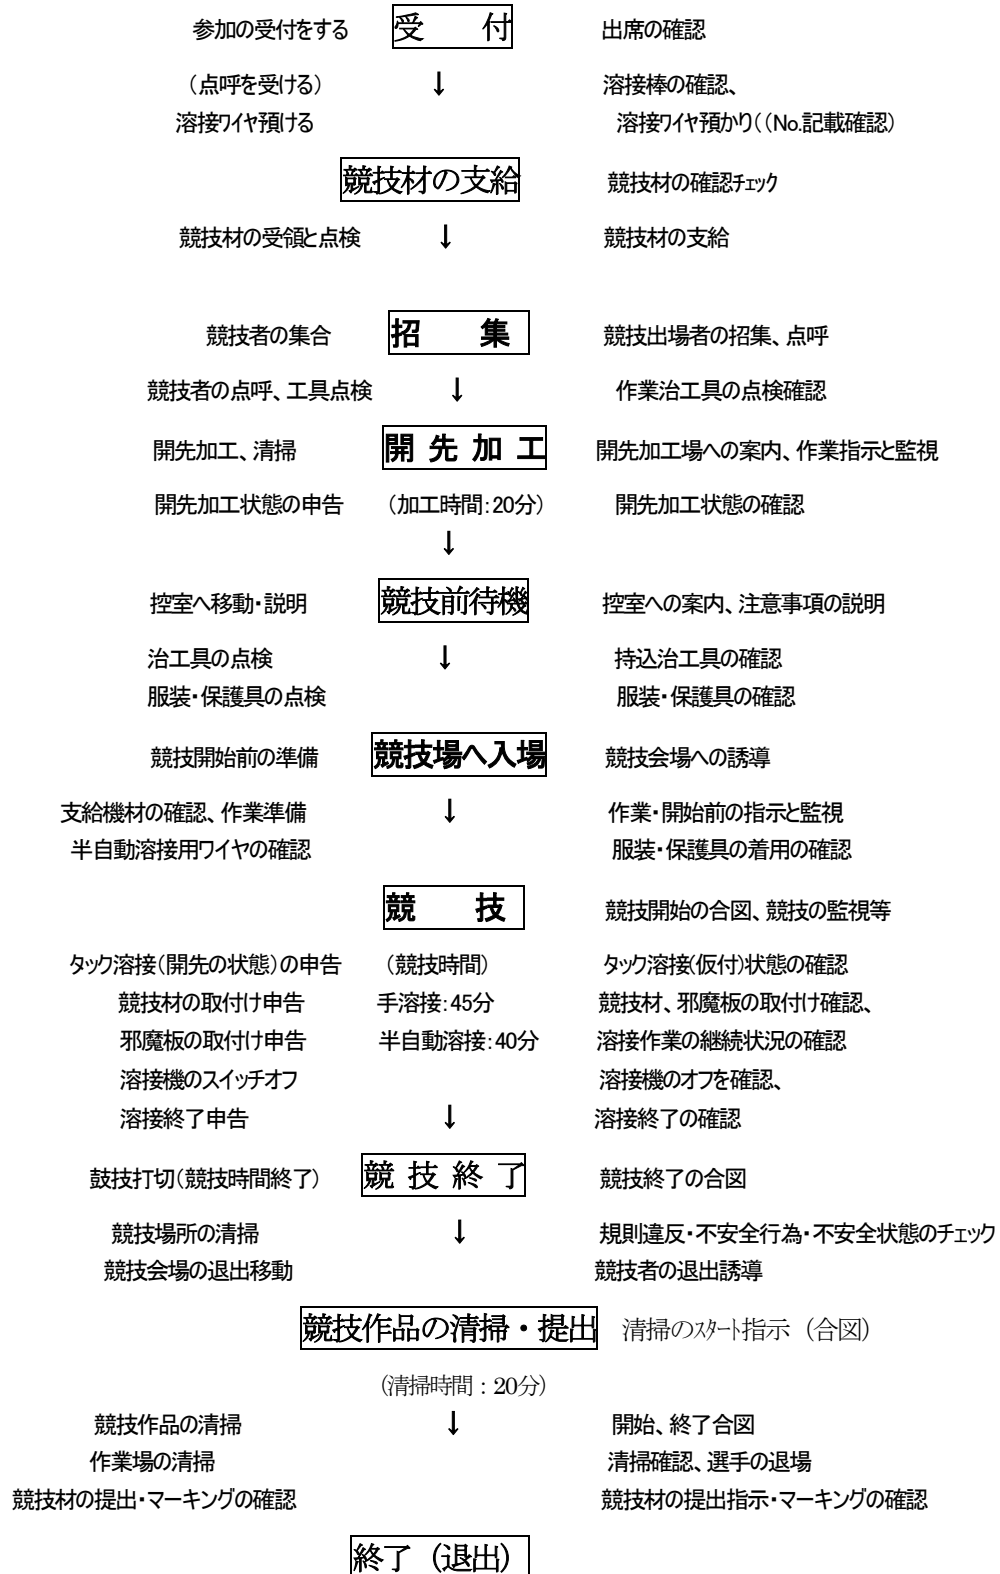 参加の受付をする 受 付 出席の確認
（点呼を受ける） ↓ 溶接棒の確認、
溶接ワイヤ預ける 溶接ワイヤ預かり（（No.記載確認）
競技材の支給 競技材の確認チェック
競技材の受領と点検 ↓ 競技材の支給
競技者の集合 招 集 競技出場者の招集、点呼
競技者の点呼、工具点検 ↓ 作業治工具の点検確認
開先加工、清掃 開 先 加 工 開先加工場への案内、作業指示と監視
開先加工状態の申告 （加工時間：20分） 開先加工状態の確認
↓
控室へ移動・説明 競技前待機 控室への案内、注意事項の説明
治工具の点検 ↓ 持込治工具の確認
服装・保護具の点検 服装・保護具の確認
競技開始前の準備 競技場へ入場 競技会場への誘導
支給機材の確認、作業準備 ↓ 作業・開始前の指示と監視
半自動溶接用ワイヤの確認 服装・保護具の着用の確認
競 技 競技開始の合図、競技の監視等
タック溶接（開先の状態）の申告 （競技時間） タック溶接（仮付）状態の確認
競技材の取付け申告 手溶接：45分 競技材、邪魔板の取付け確認、
邪魔板の取付け申告 半自動溶接：40分 溶接作業の継続状況の確認
溶接機のスイッチオフ 溶接機のオフを確認、
溶接終了申告 ↓ 溶接終了の確認
鼓技打切（競技時間終了） 競 技 終 了 競技終了の合図
競技場所の清掃 ↓ 規則違反・不安全行為・不安全状態のチェック
競技会場の退出移動 競技者の退出誘導
競技作品の清掃・提出 清掃のスタート指示（合図）
（清掃時間：20分）
競技作品の清掃 ↓ 開始、終了合図
作業場の清掃 清掃確認、選手の退場
競技材の提出・マーキングの確認 競技材の提出指示・マーキングの確認
終了（退出）